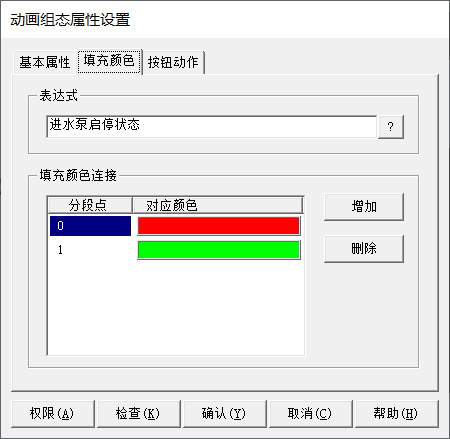 动画组态属性设置
基本属性 填充颜色 按钮动作
表达式
进水泵启停状态 ?
填充颜色连接
分段点 对应颜色 增加
0
1 删除
权限(A) 检查(K) 确认(Y) 取消(C) 帮助(H)